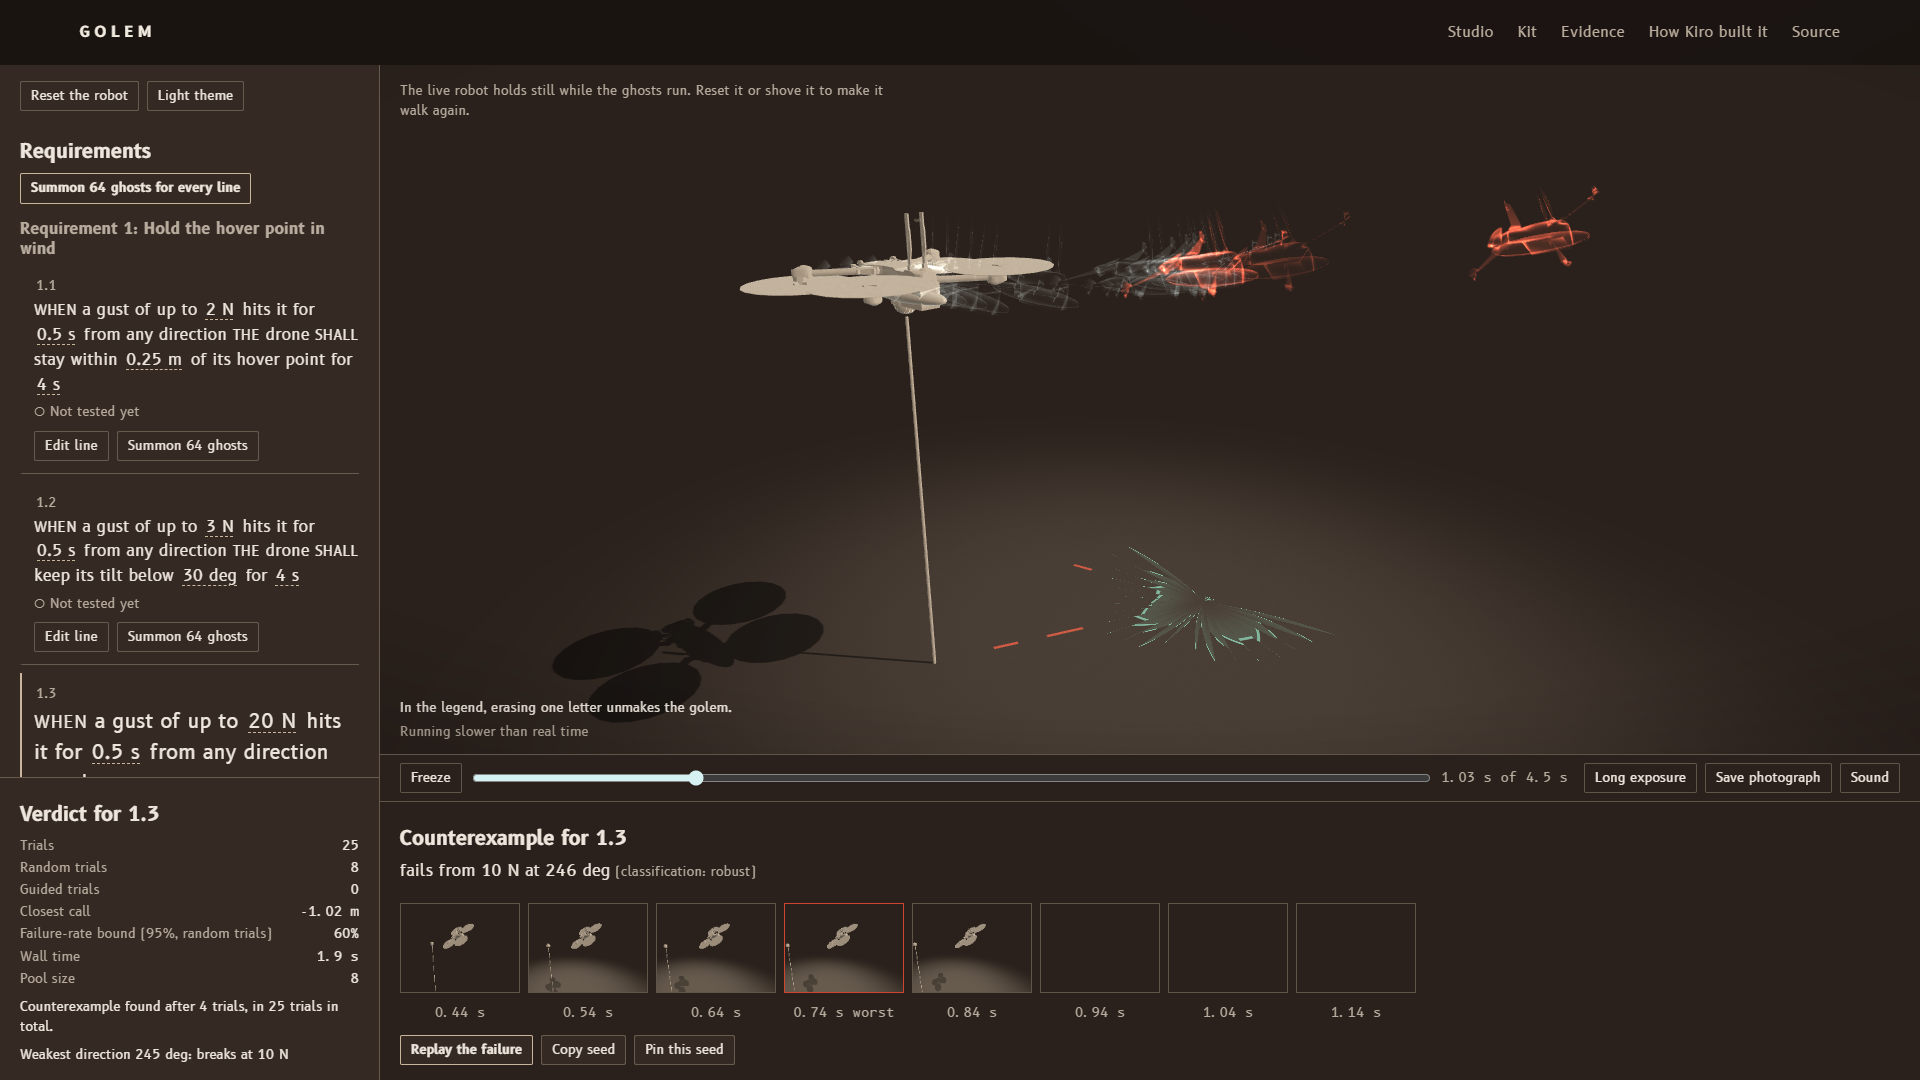 GOLEM
Studio
Kit
Evidence
How Kiro built it
Source
Reset the robot
Light theme
Requirements
Summon 64 ghosts for every line
Requirement 1: Hold the hover point in
wind
1.1
WHEN a gust of up to 2 N hits it for
0.5 s from any direction THE drone SHALL
stay within 0.25 m of its hover point for
4 s
Not tested yet
Edit line
Summon 64 ghosts
1.2
WHEN a gust of up to 3 N hits it for
0.5 s from any direction THE drone SHALL
keep its tilt below 30 deg for 4 s
Not tested yet
Edit line
Summon 64 ghosts
1.3
WHEN a gust of up to 20 N hits
it for 0.5 s from any direction
Verdict for 1.3
Trials 25
Random trials 8
Guided trials 0
Closest call -1.02 m
Failure-rate bound (95%, random trials) 60%
Wall time 1.9 s
Pool size 8
Counterexample found after 4 trials, in 25 trials in
total.
Weakest direction 245 deg: breaks at 10 N
The live robot holds still while the ghosts run. Reset it or shove it to make it
walk again.
In the legend, erasing one letter unmakes the golem.
Running slower than real time
Freeze
1.03 s of 4.5 s
Long exposure
Save photograph
Sound
Counterexample for 1.3
fails from 10 N at 246 deg (classification: robust)
0.44 s
0.54 s
0.64 s
0.74 s worst
0.84 s
0.94 s
1.04 s
1.14 s
Replay the failure
Copy seed
Pin this seed